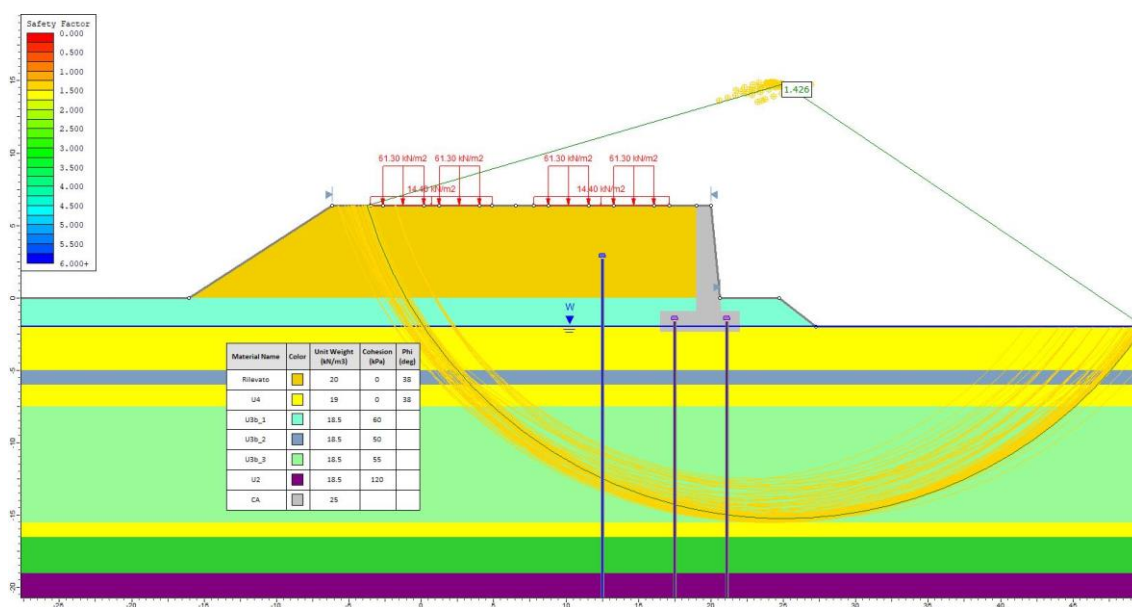 Safety Factor
0.000
0.500
1.000
1.500
2.000
2.500
3.000
3.500
4.000
4.500
5.000
5.500
6.000+
1.426
61.30 kN/m2 61.30 kN/m2 61.30 kN/m2 61.30 kN/m2
14.40 kN/m2 14.40 kN/m2
W
Material Name Color Unit Weight (kN/m3) Cohesion (kPa) Phi (deg)
Rilevato 20 0 38
U4 19 0 38
U3b_1 18.5 60
U3b_2 18.5 50
U3b_3 18.5 55
U2 18.5 120
CA 25
15
10
5
0
-5
-10
-15
-20
-25 -20 -15 -10 -5 0 5 10 15 20 25 30 35 40 45